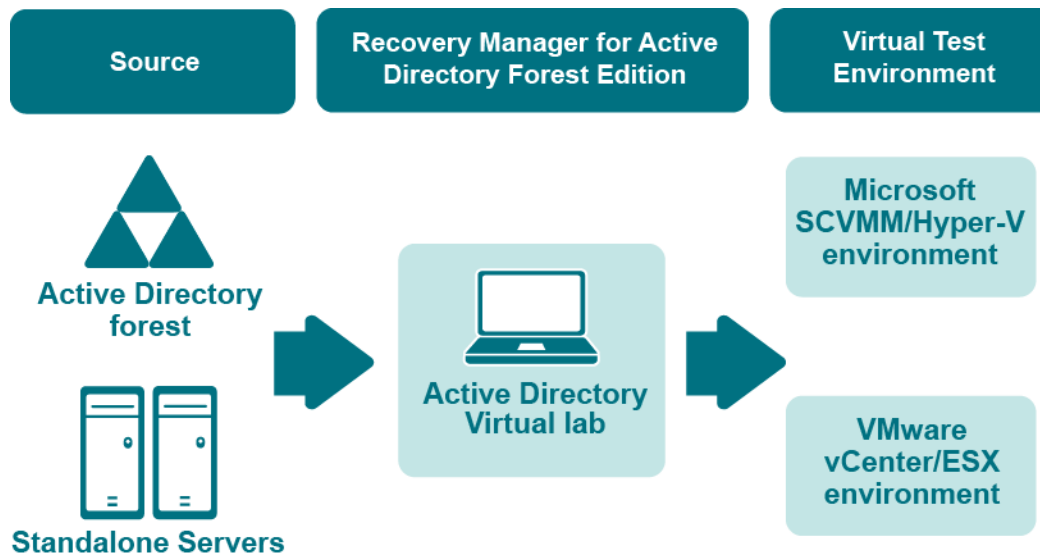 Source
Recovery Manager for Active
Directory Forest Edition
Virtual Test
Environment
Active Directory
forest
Standalone Servers
Active Directory
Virtual lab
Microsoft
SCVMM/Hyper-V
environment
VMware
vCenter/ESX
environment